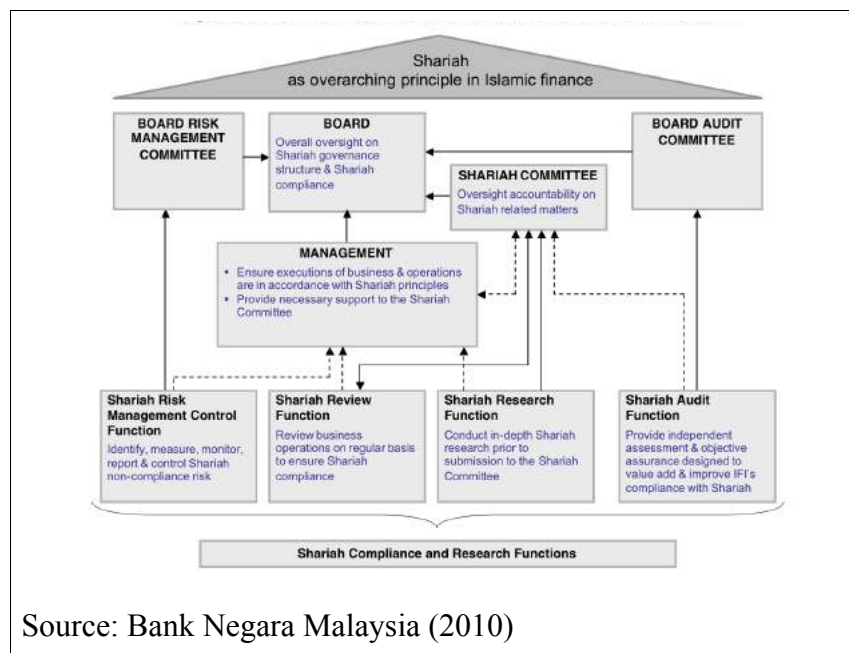 Shariah
as overarching principle in Islamic finance
BOARD RISK
MANAGEMENT
COMMITTEE
BOARD
Overall oversight on
Shariah governance
structure & Shariah
compliance
BOARD AUDIT
COMMITTEE
SHARIAH COMMITTEE
Oversight accountability on
Shariah related matters
MANAGEMENT
• Ensure executions of business & operations
are in accordance with Shariah principles
• Provide necessary support to the Shariah
Committee
Shariah Risk
Management Control
Function
Identify, measure, monitor,
report & control Shariah
non-compliance risk
Shariah Review
Function
Review business
operations on regular basis
to ensure Shariah
compliance
Shariah Research
Function
Conduct in-depth Shariah
research prior to
submission to the Shariah
Committee
Shariah Audit
Function
Provide independent
assessment & objective
assurance designed to
value add & improve IFI's
compliance with Shariah
Shariah Compliance and Research Functions
Source: Bank Negara Malaysia (2010)